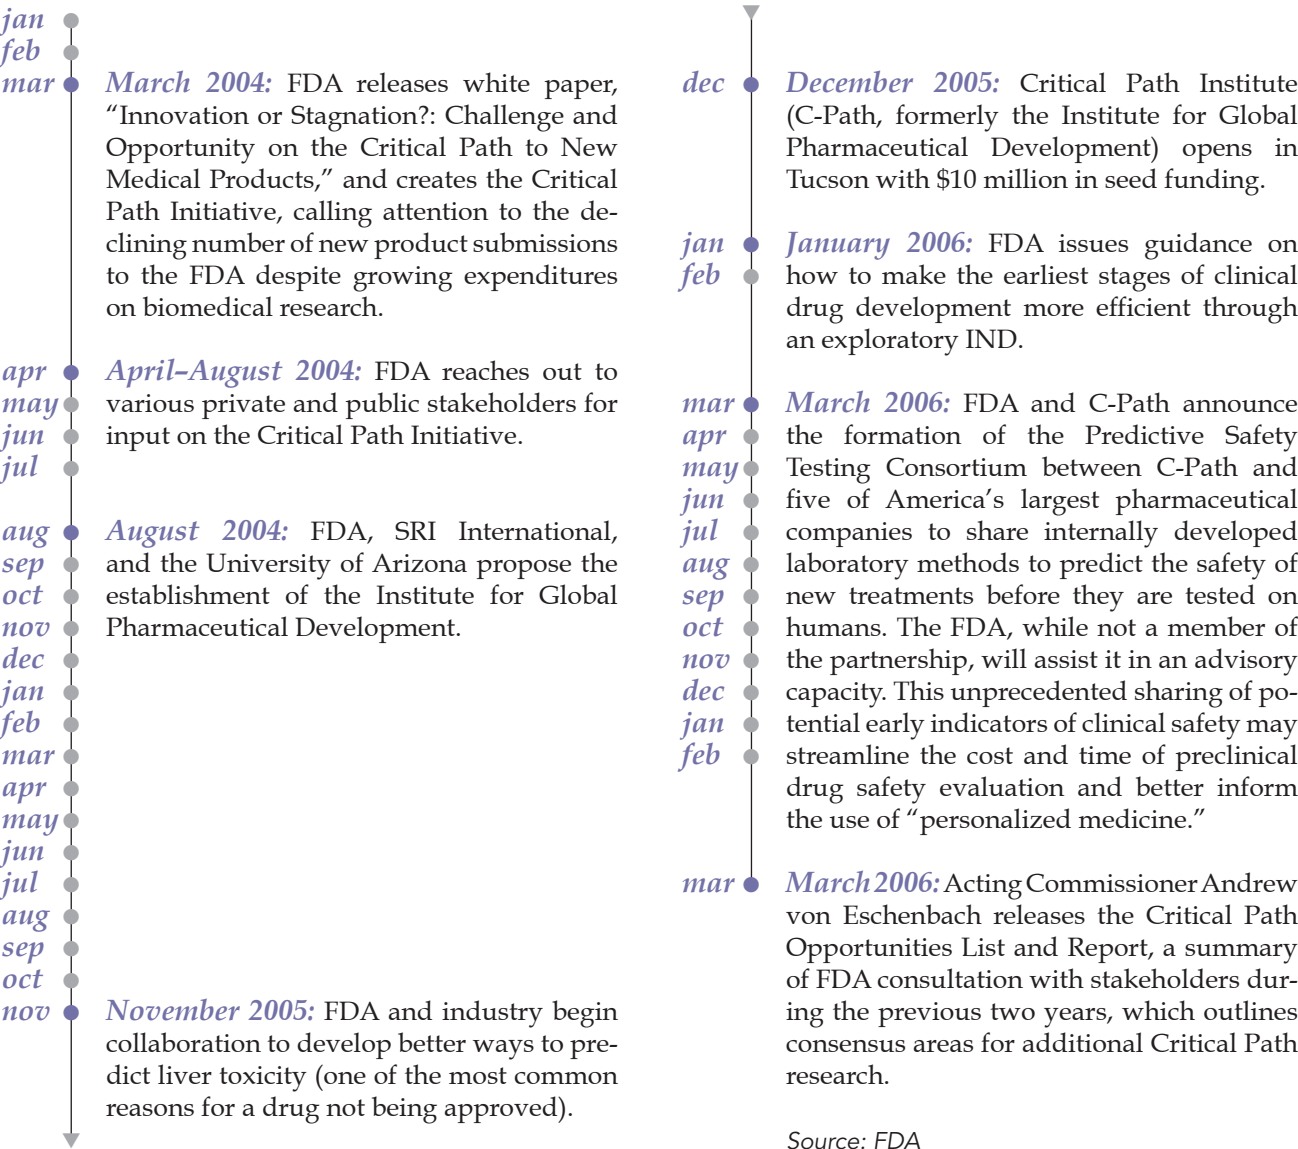 jan
feb
mar
March 2004: FDA releases white paper,
“Innovation or Stagnation?: Challenge and
Opportunity on the Critical Path to New
Medical Products,” and creates the Critical
Path Initiative, calling attention to the de-
clining number of new product submissions
to the FDA despite growing expenditures
on biomedical research.
apr
may
jun
jul
April–August 2004: FDA reaches out to
various private and public stakeholders for
input on the Critical Path Initiative.
aug
sep
oct
nov
dec
jan
feb
mar
apr
may
jun
jul
aug
sep
oct
nov
August 2004: FDA, SRI International,
and the University of Arizona propose the
establishment of the Institute for Global
Pharmaceutical Development.
November 2005: FDA and industry begin
collaboration to develop better ways to pre-
dict liver toxicity (one of the most common
reasons for a drug not being approved).
dec
December 2005: Critical Path Institute
(C-Path, formerly the Institute for Global
Pharmaceutical Development) opens in
Tucson with $10 million in seed funding.
jan
feb
January 2006: FDA issues guidance on
how to make the earliest stages of clinical
drug development more efficient through
an exploratory IND.
mar
apr
may
jun
jul
aug
sep
oct
nov
dec
jan
feb
March 2006: FDA and C-Path announce
the formation of the Predictive Safety
Testing Consortium between C-Path and
five of America’s largest pharmaceutical
companies to share internally developed
laboratory methods to predict the safety of
new treatments before they are tested on
humans. The FDA, while not a member of
the partnership, will assist it in an advisory
capacity. This unprecedented sharing of po-
tential early indicators of clinical safety may
streamline the cost and time of preclinical
drug safety evaluation and better inform
the use of “personalized medicine.”
mar
March 2006: Acting Commissioner Andrew
von Eschenbach releases the Critical Path
Opportunities List and Report, a summary
of FDA consultation with stakeholders dur-
ing the previous two years, which outlines
consensus areas for additional Critical Path
research.
Source: FDA